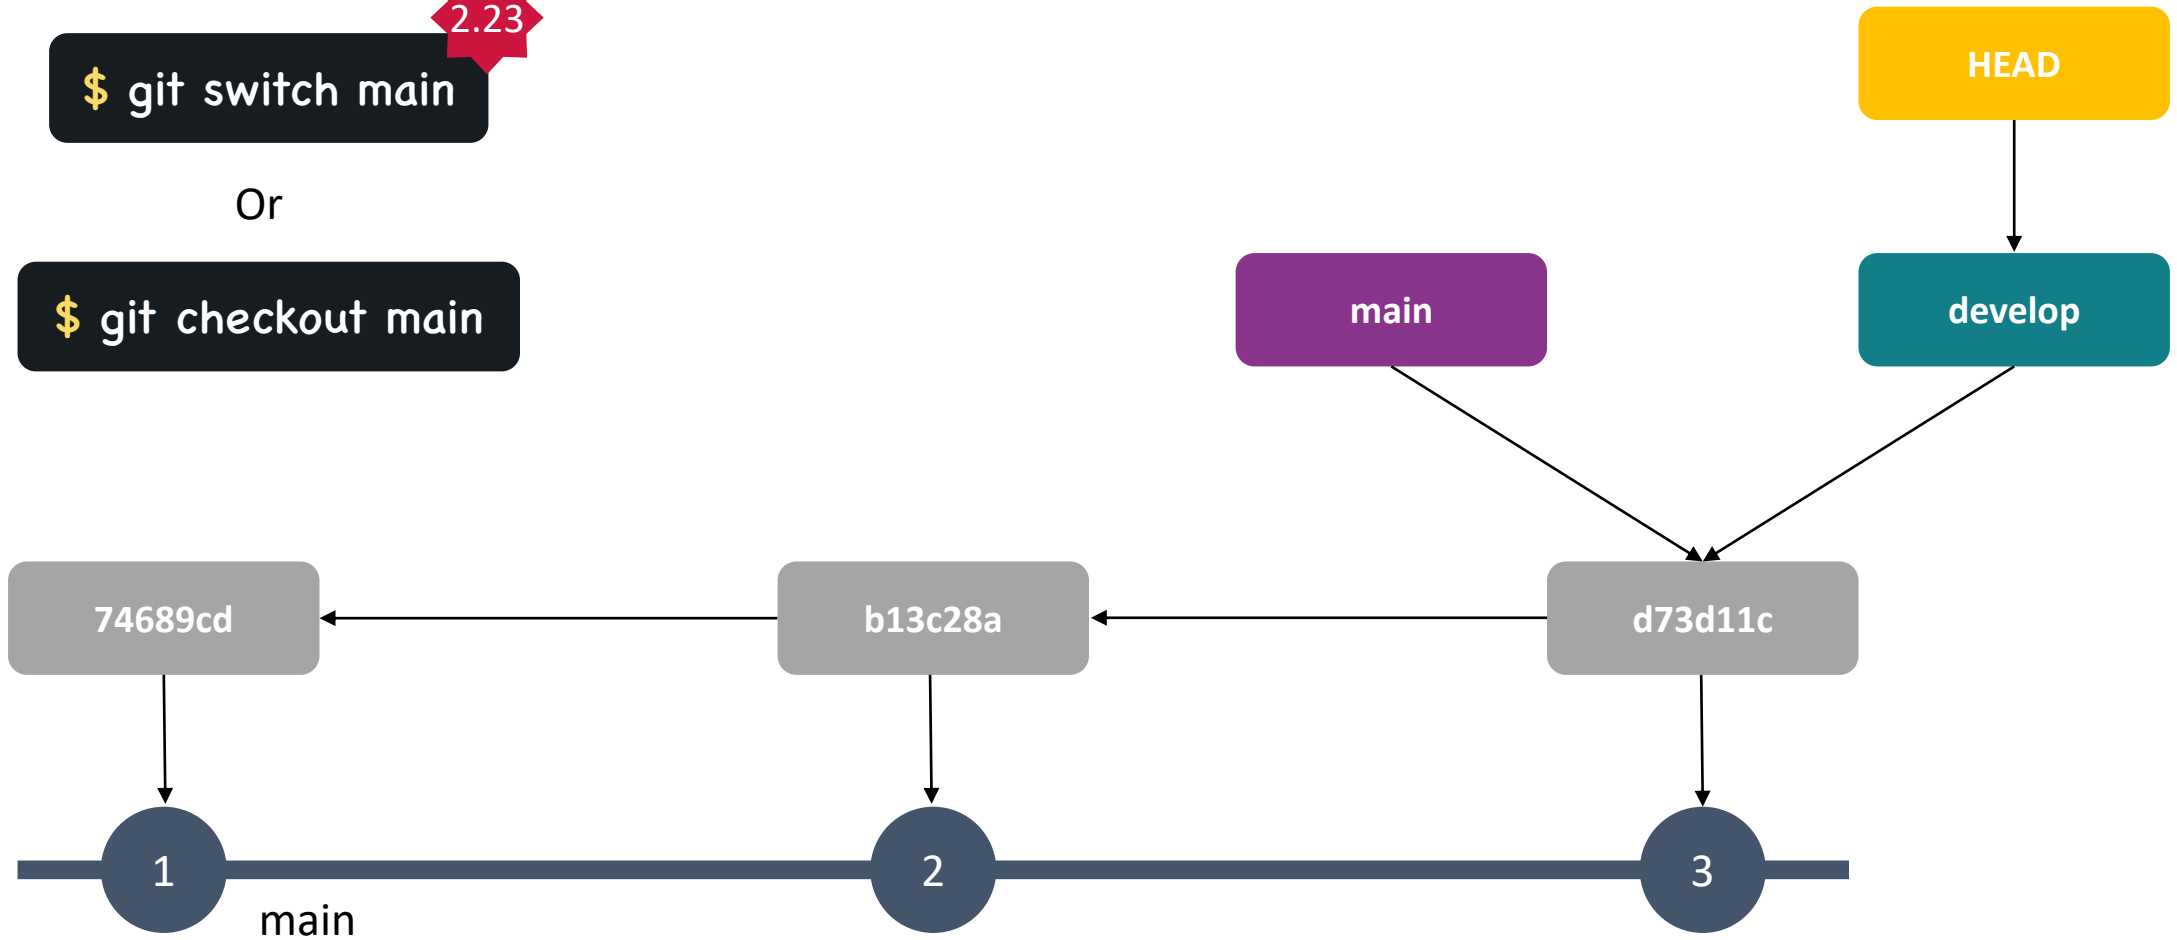 2.23
$ git switch main
Or
$ git checkout main
HEAD
main
develop
74689cd
b13c28a
d73d11c
1
2
3
main